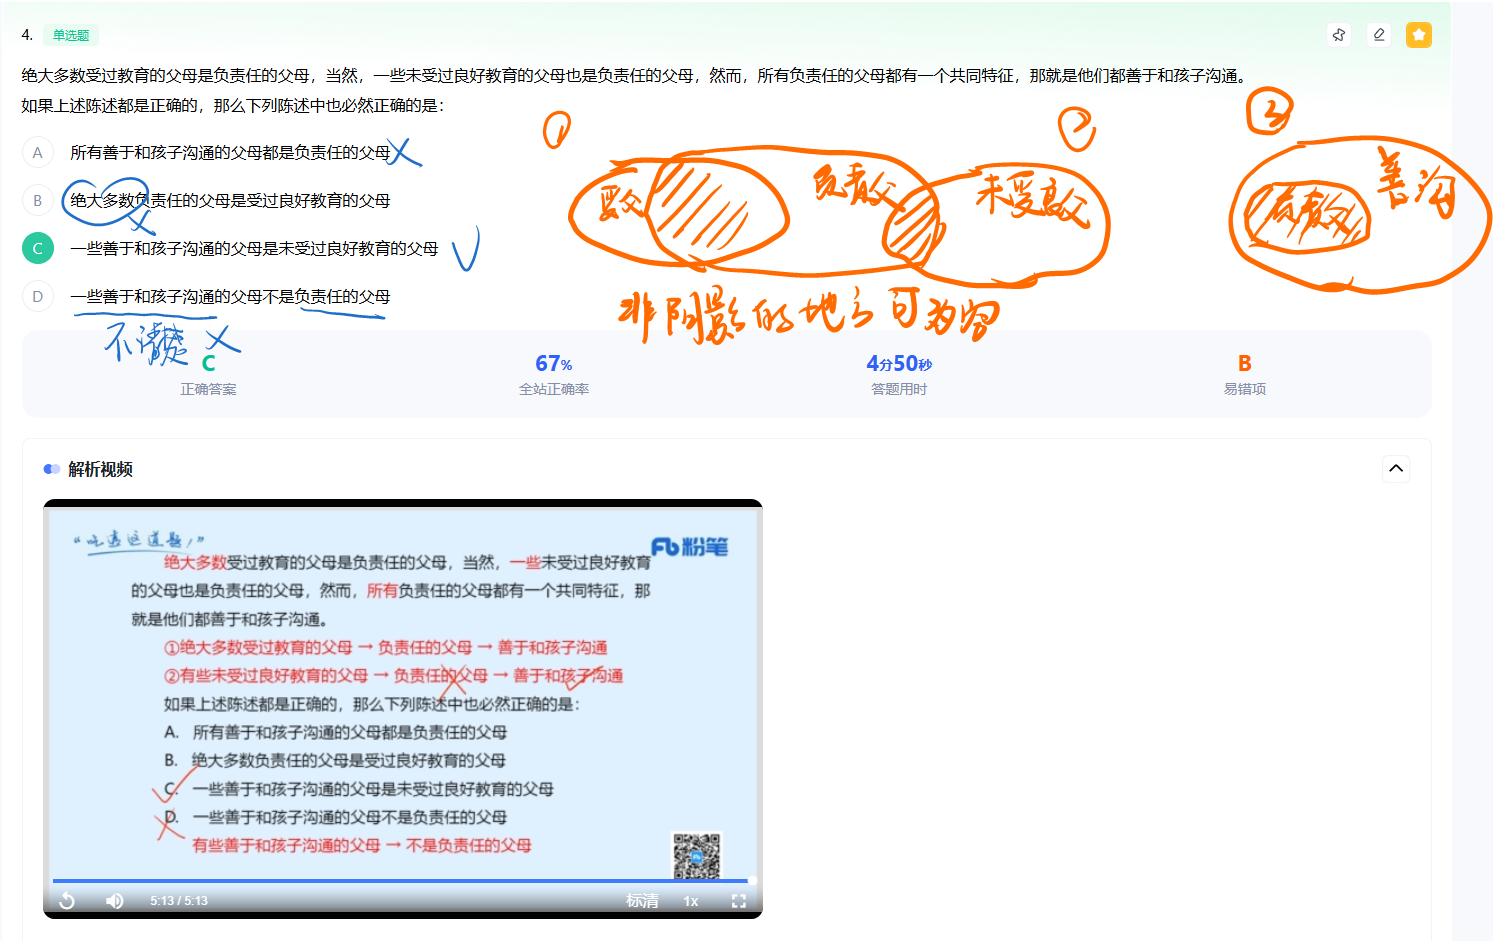 4. 单选题
绝大多数受过教育的父母是负责任的父母，当然，一些未受过良好教育的父母也是负责任的父母，然而，所有负责任的父母都有一个共同特征，那就是他们都善于和孩子沟通。
如果上述陈述都是正确的，那么下列陈述中也必然正确的是：
A 所有善于和孩子沟通的父母都是负责任的父母
B 绝大多数负责任的父母是受过良好教育的父母
C 一些善于和孩子沟通的父母是未受过良好教育的父母
D 一些善于和孩子沟通的父母不是负责任的父母
① ② ③
受教父 负责父 未受良父 善沟
非阴影的地方可为容
不清楚
C 67% 4分50秒 B
正确答案 全站正确率 答题用时 易错项
解析视频
“吃透这道题！”
粉笔
绝大多数受过教育的父母是负责任的父母，当然，一些未受过良好教育
的父母也是负责任的父母，然而，所有负责任的父母都有一个共同特征，那
就是他们都善于和孩子沟通。
①绝大多数受过教育的父母 → 负责任的父母 → 善于和孩子沟通
②有些未受过良好教育的父母 → 负责任的父母 → 善于和孩子沟通
如果上述陈述都是正确的，那么下列陈述中也必然正确的是：
A. 所有善于和孩子沟通的父母都是负责任的父母
B. 绝大多数负责任的父母是受过良好教育的父母
C. 一些善于和孩子沟通的父母是未受过良好教育的父母
D. 一些善于和孩子沟通的父母不是负责任的父母
有些善于和孩子沟通的父母 → 不是负责任的父母
5:13 / 5:13 标清 1x